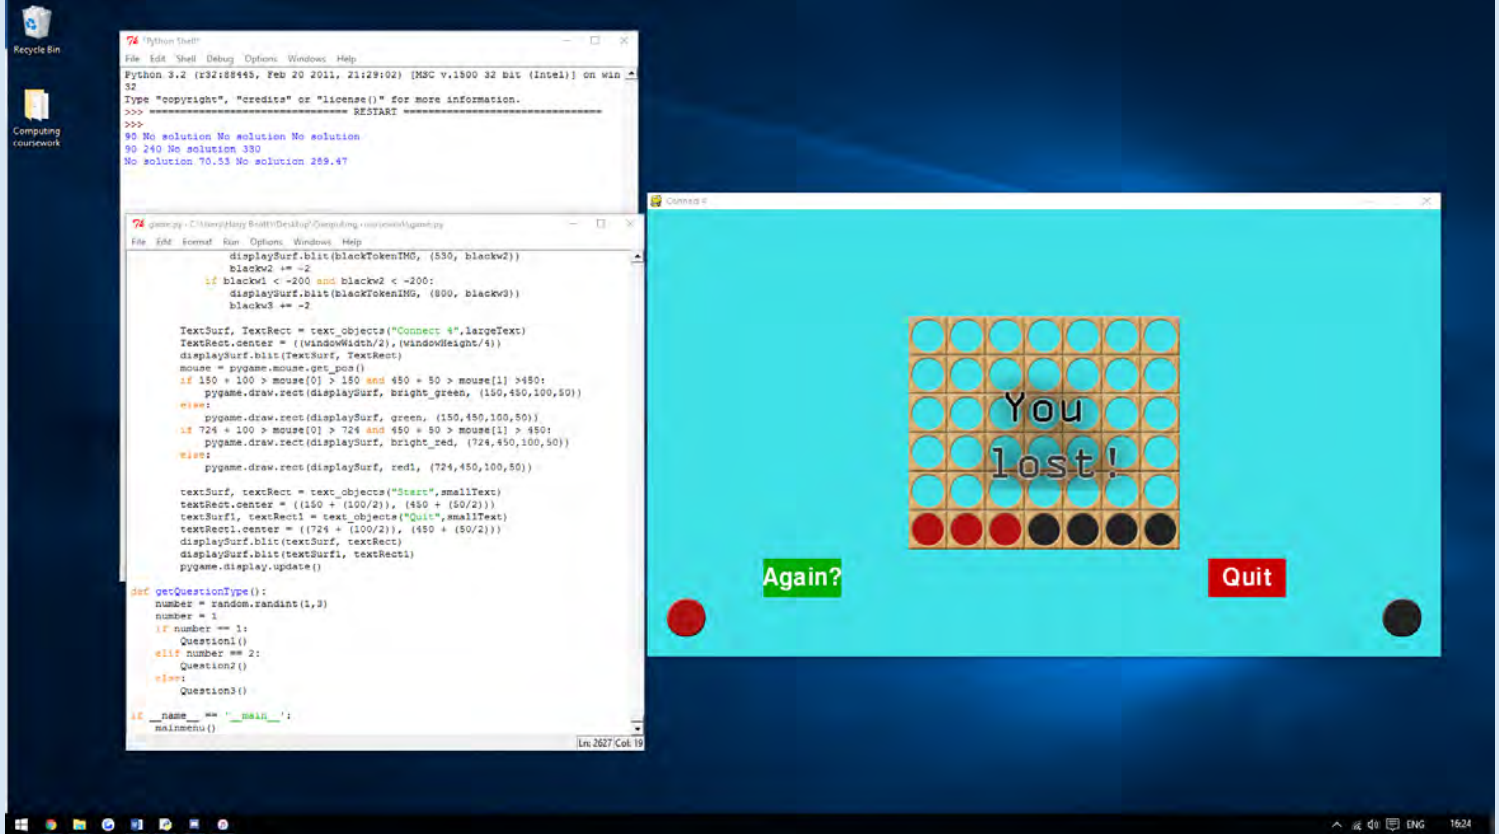 Recycle Bin
Computing
coursework
*Python Shell*
File Edit Shell Debug Options Windows Help
Python 3.2 (r32:88445, Feb 20 2011, 21:29:02) [MSC v.1500 32 bit (Intel)] on win
32
Type "copyright", "credits" or "license()" for more information.
>>> ================================ RESTART ================================
>>>
90 No solution No solution No solution
90 240 No solution 330
No solution 70.53 No solution 289.47
game.py - Computing coursework\game.py
File Edit Format Run Options Windows Help
displaySurf.blit(blackTokenIMG, (530, blackw2))
blackw2 += -2
if blackw1 < -200 and blackw2 < -200:
displaySurf.blit(blackTokenIMG, (800, blackw3))
blackw3 += -2
TextSurf, TextRect = text_objects("Connect 4",largeText)
TextRect.center = ((windowWidth/2),(windowHeight/4))
displaySurf.blit(TextSurf, TextRect)
mouse = pygame.mouse.get_pos()
if 150 + 100 > mouse[0] > 150 and 450 + 50 > mouse[1] >450:
pygame.draw.rect(displaySurf, bright_green, (150,450,100,50))
else:
pygame.draw.rect(displaySurf, green, (150,450,100,50))
if 724 + 100 > mouse[0] > 724 and 450 + 50 > mouse[1] > 450:
pygame.draw.rect(displaySurf, bright_red, (724,450,100,50))
else:
pygame.draw.rect(displaySurf, red1, (724,450,100,50))
textSurf, textRect = text_objects("Start",smallText)
textRect.center = ((150 + (100/2)), (450 + (50/2)))
textSurf1, textRect1 = text_objects("Quit",smallText)
textRect1.center = ((724 + (100/2)), (450 + (50/2)))
displaySurf.blit(textSurf, textRect)
displaySurf.blit(textSurf1, textRect1)
pygame.display.update()
def getQuestionType():
number = random.randint(1,3)
number = 1
if number == 1:
Question1()
elif number == 2:
Question2()
else:
Question3()
if __name__ == '__main__':
mainmenu()
Ln: 2627 Col: 19
Connect 4
You
lost!
Again?
Quit
ENG
16:24